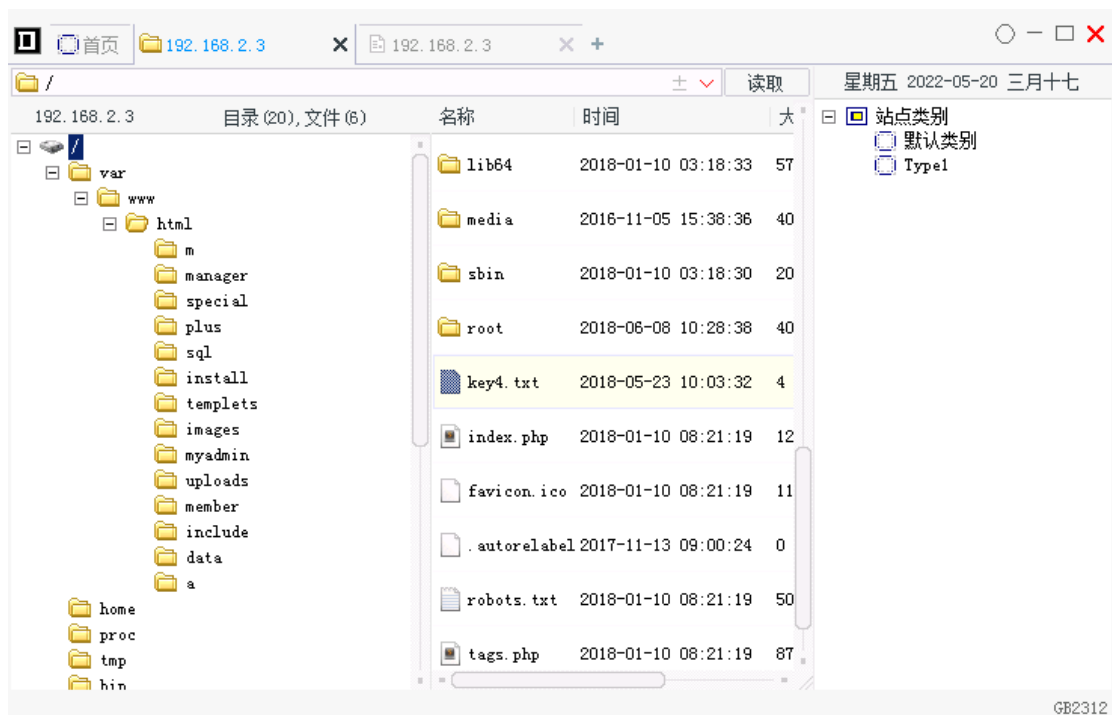 首页 192.168.2.3 192.168.2.3
/ 读取 星期五 2022-05-20 三月十七
192.168.2.3 目录(20),文件(6) 名称 时间 大
/
var
www
html
m
manager
special
plus
sql
install
templets
images
myadmin
uploads
member
include
data
a
home
proc
tmp
bin
lib64 2018-01-10 03:18:33 57
media 2016-11-05 15:38:36 40
sbin 2018-01-10 03:18:30 20
root 2018-06-08 10:28:38 40
key4.txt 2018-05-23 10:03:32 4
index.php 2018-01-10 08:21:19 12
favicon.ico 2018-01-10 08:21:19 11
.autorelabel 2017-11-13 09:00:24 0
robots.txt 2018-01-10 08:21:19 50
tags.php 2018-01-10 08:21:19 87
站点类别
默认类别
Type1
GB2312